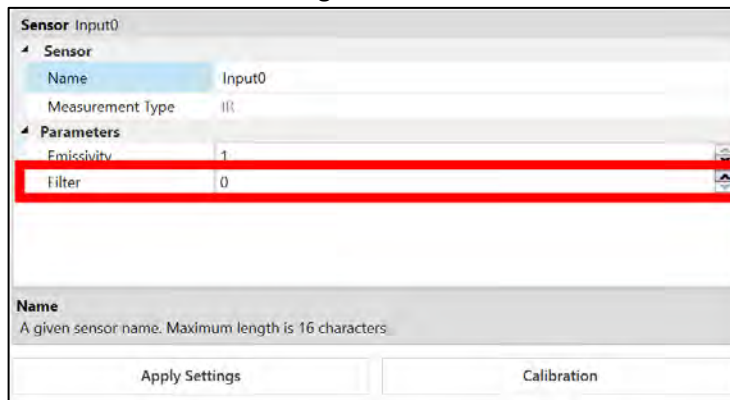 Sensor Input0
Sensor
Name Input0
Measurement Type IR
Parameters
Emissivity 1
Filter 0
Name
A given sensor name. Maximum length is 16 characters
Apply Settings Calibration